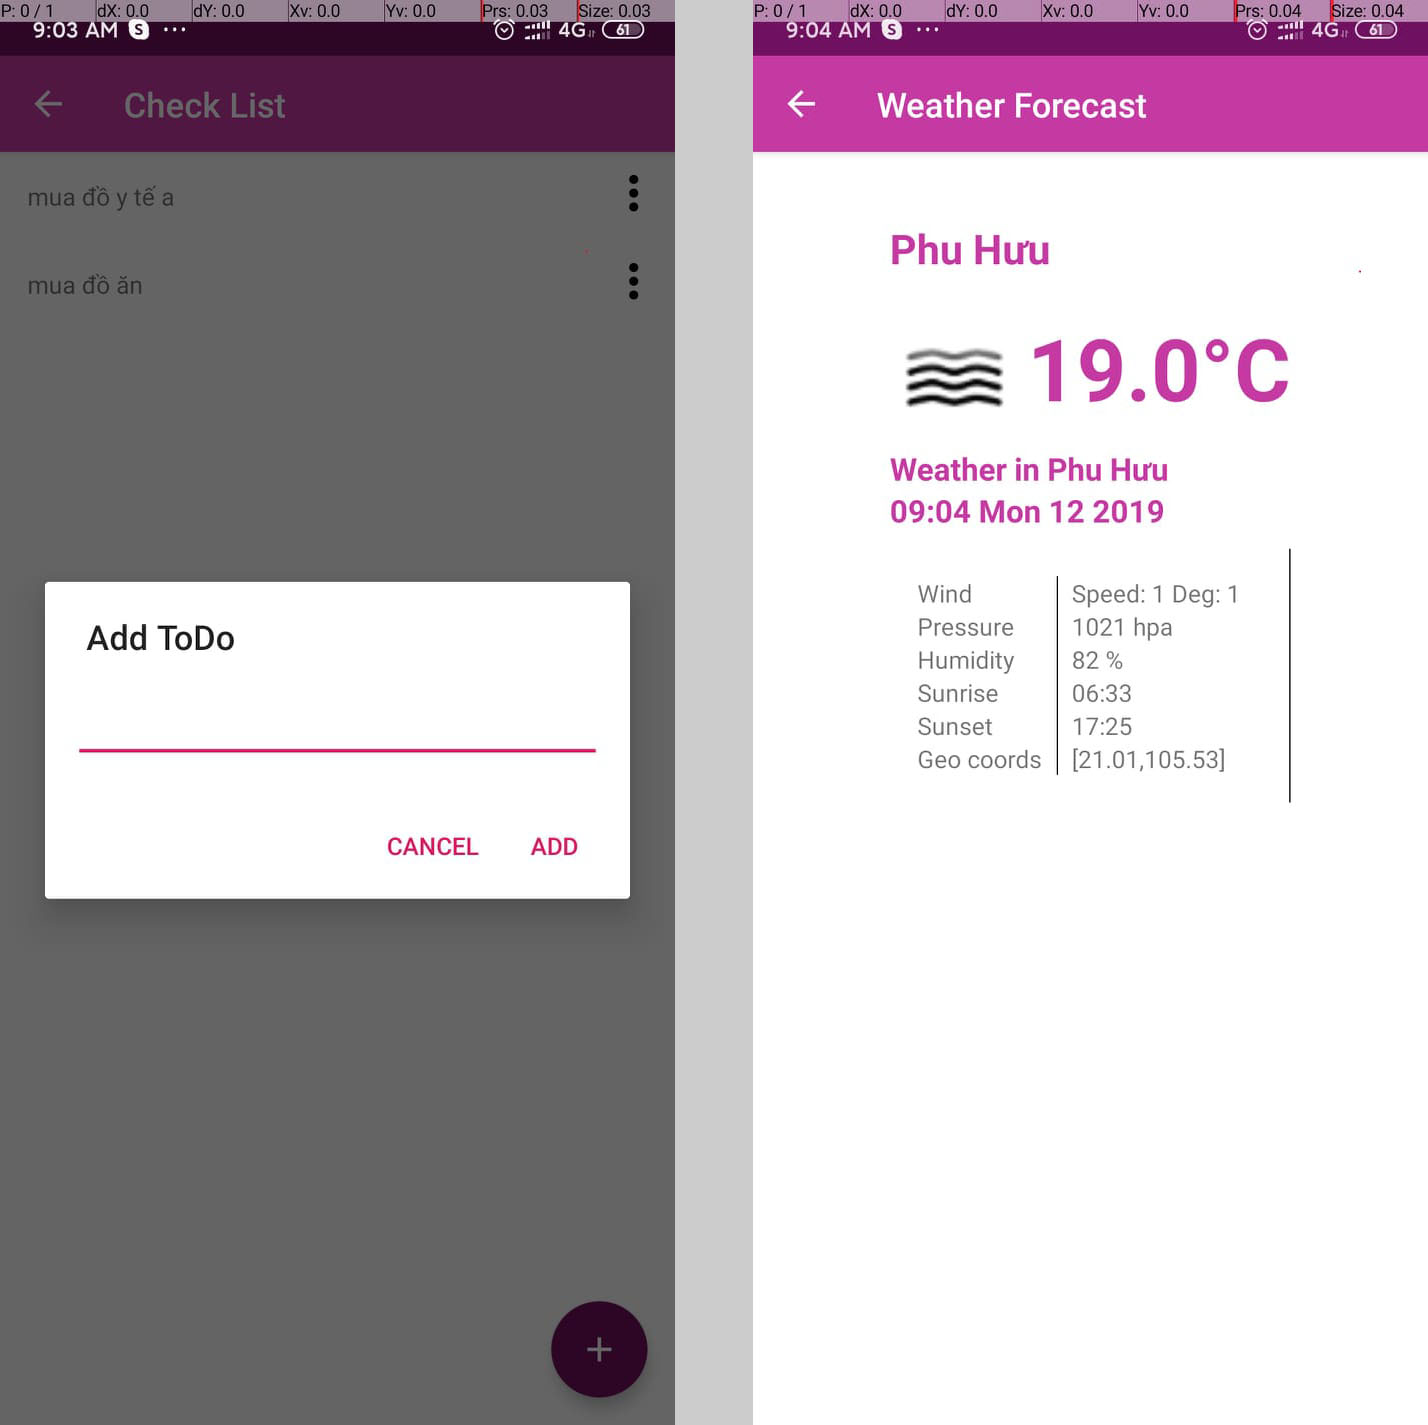 P: 0 / 1 dX: 0.0 dY: 0.0 Xv: 0.0 Yv: 0.0 Prs: 0.03 Size: 0.03
9:03 AM S ... 4G 61
Check List
mua đồ y tế a
mua đồ ăn
Add ToDo
CANCEL ADD
P: 0 / 1 dX: 0.0 dY: 0.0 Xv: 0.0 Yv: 0.0 Prs: 0.04 Size: 0.04
9:04 AM S ... 4G 61
Weather Forecast
Phu Hưu
19.0°C
Weather in Phu Hưu
09:04 Mon 12 2019
Wind Speed: 1 Deg: 1
Pressure 1021 hpa
Humidity 82 %
Sunrise 06:33
Sunset 17:25
Geo coords [21.01,105.53]